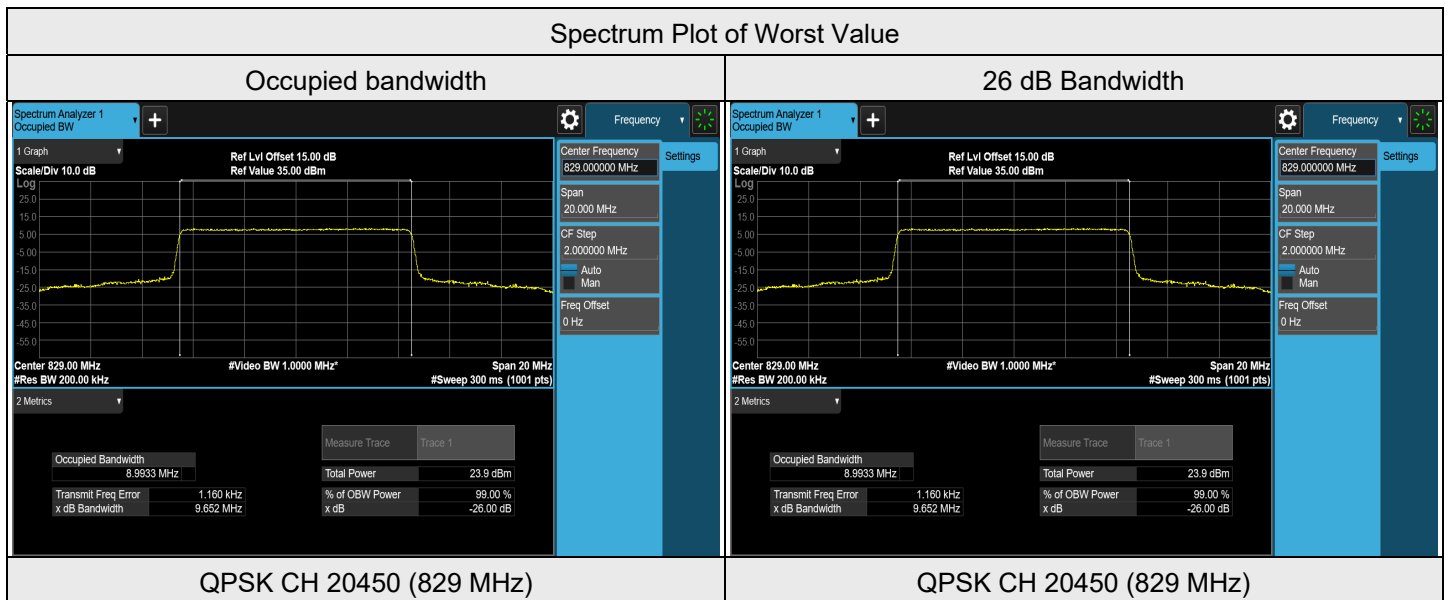 Spectrum Plot of Worst Value
Occupied bandwidth
26 dB Bandwidth
Spectrum Analyzer 1
Occupied BW
+
Frequency
1 Graph
Ref Lvl Offset 15.00 dB
Scale/Div 10.0 dB
Ref Value 35.00 dBm
Log
25.0
15.0
5.00
-5.00
-15.0
-25.0
-35.0
-45.0
-55.0
Center 829.00 MHz
#Video BW 1.0000 MHz*
Span 20 MHz
#Res BW 200.00 kHz
#Sweep 300 ms (1001 pts)
Center Frequency
829.000000 MHz
Settings
Span
20.000 MHz
CF Step
2.000000 MHz
Auto
Man
Freq Offset
0 Hz
2 Metrics
Measure Trace
Trace 1
Occupied Bandwidth
8.9933 MHz
Total Power
23.9 dBm
Transmit Freq Error
1.160 kHz
% of OBW Power
99.00 %
x dB Bandwidth
9.652 MHz
x dB
-26.00 dB
Spectrum Analyzer 1
Occupied BW
+
Frequency
1 Graph
Ref Lvl Offset 15.00 dB
Scale/Div 10.0 dB
Ref Value 35.00 dBm
Log
25.0
15.0
5.00
-5.00
-15.0
-25.0
-35.0
-45.0
-55.0
Center 829.00 MHz
#Video BW 1.0000 MHz*
Span 20 MHz
#Res BW 200.00 kHz
#Sweep 300 ms (1001 pts)
Center Frequency
829.000000 MHz
Settings
Span
20.000 MHz
CF Step
2.000000 MHz
Auto
Man
Freq Offset
0 Hz
2 Metrics
Measure Trace
Trace 1
Occupied Bandwidth
8.9933 MHz
Total Power
23.9 dBm
Transmit Freq Error
1.160 kHz
% of OBW Power
99.00 %
x dB Bandwidth
9.652 MHz
x dB
-26.00 dB
QPSK CH 20450 (829 MHz)
QPSK CH 20450 (829 MHz)